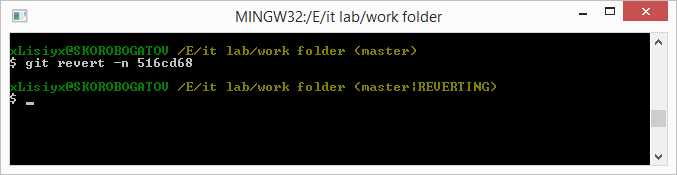 MINGW32:/E/it lab/work folder
xLisiyx@SKOROBOGATOV /E/it lab/work folder (master)
$ git revert -n 516cd68
xLisiyx@SKOROBOGATOV /E/it lab/work folder (master|REVERTING)
$ _